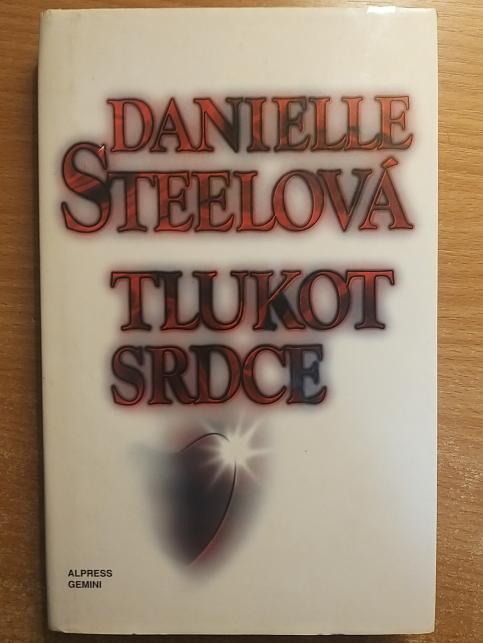 DANIELLE
STEELOVÁ
TLUKOT
SRDCE
ALPRESS
GEMINI